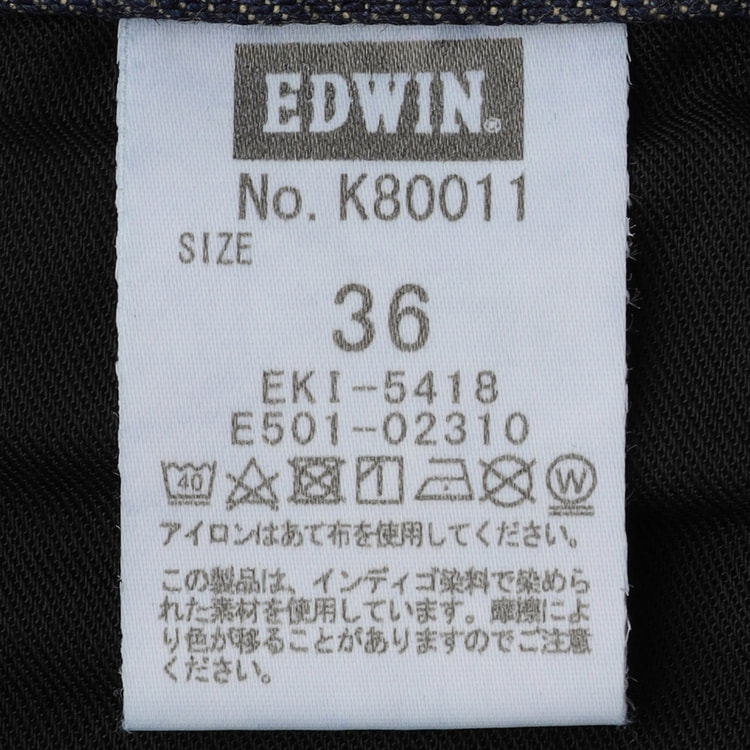 EDWIN®
No. K80011
SIZE
36
EKI-5418
E501-02310
40 W
アイロンはあて布を使用してください。
この製品は、インディゴ染料で染めら
れた素材を使用しています。摩擦によ
り色が移ることがありますのでご注意
ください。